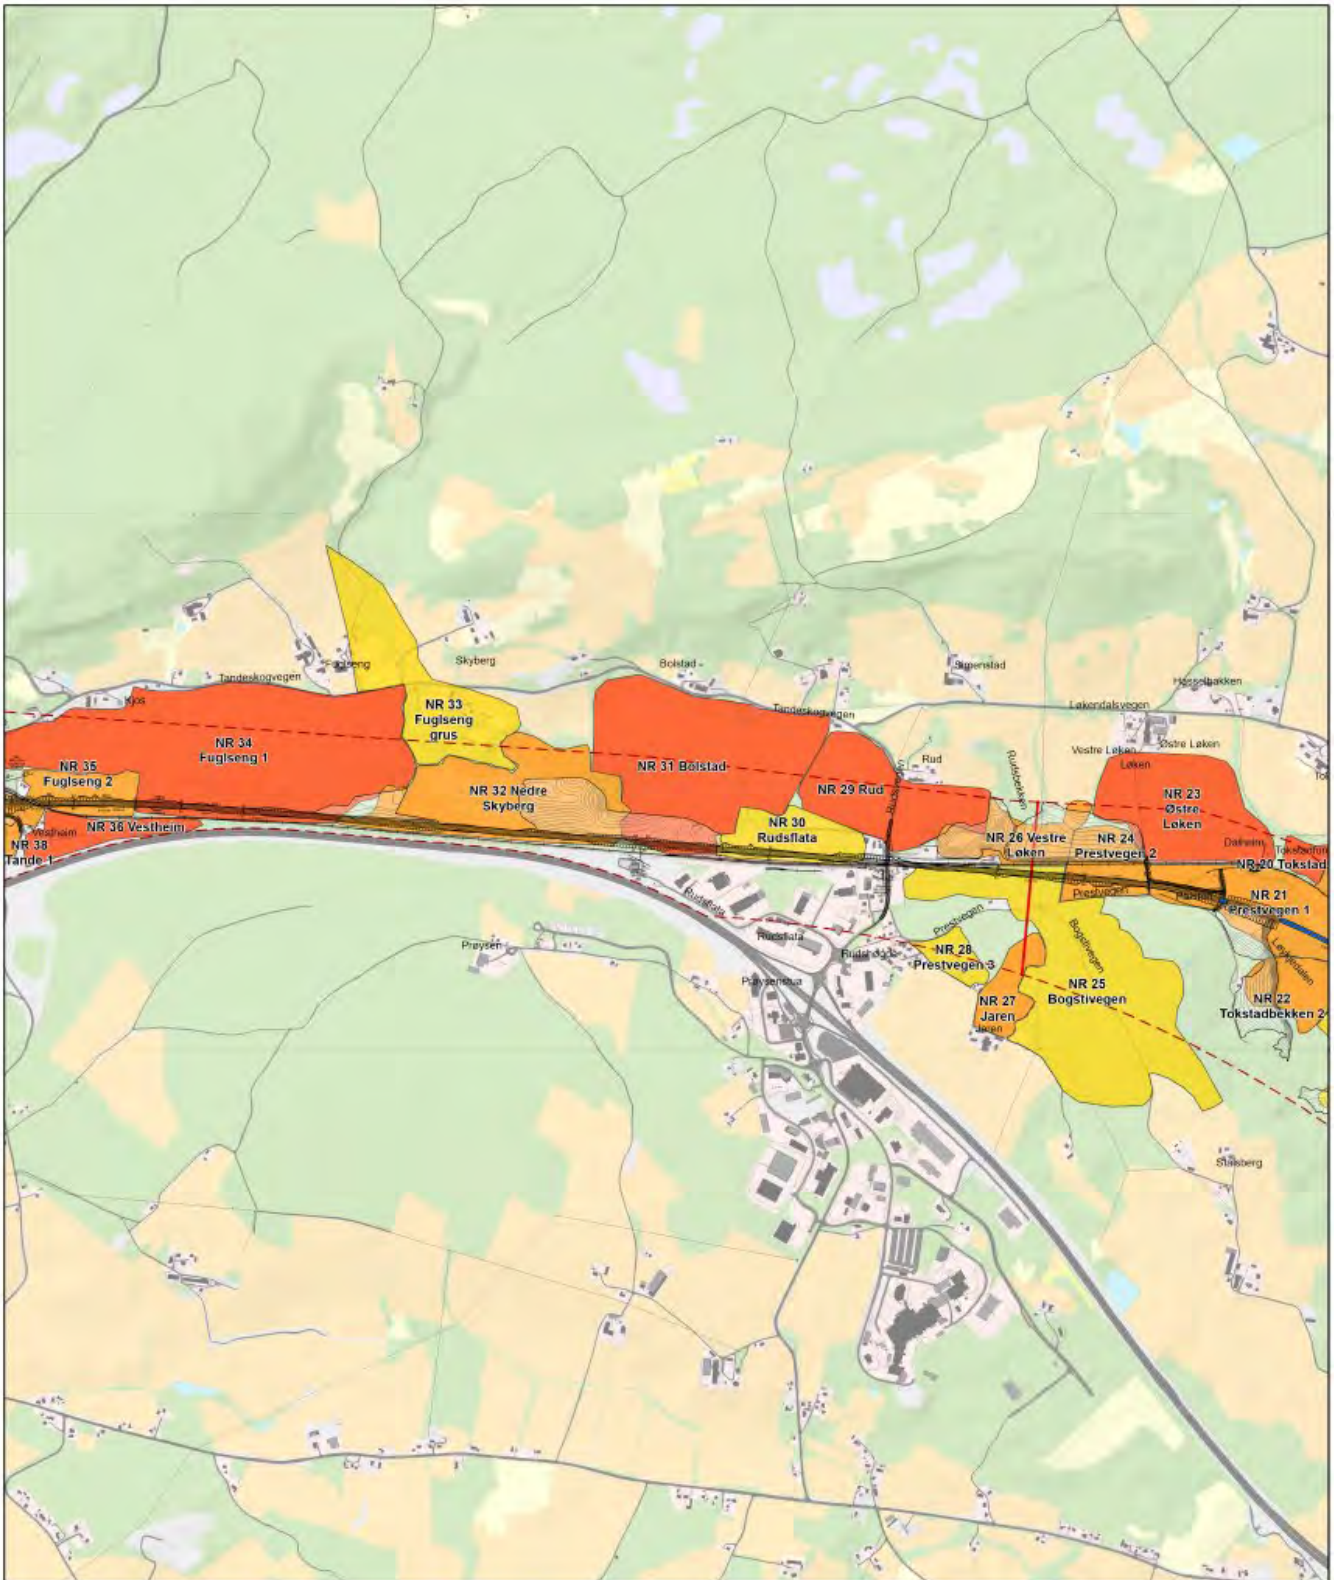 Fuglseng
Skyberg
Bolstad
Simenstad
Tandeskogvegen
Hasselbakken
Kjos
NR 33
Fuglseng
grus
Tandeskogvegen
Løkendalsvegen
NR 34
Fuglseng 1
Vestre Løken
Østre Løken
Løken
Rud
Rudsbekken
NR 35
Fuglseng 2
NR 31 Bolstad
NR 32 Nedre
Skyberg
NR 29 Rud
NR 23
Østre
Løken
NR 30
Rudsflata
NR 36 Vestheim
Vestheim
NR 38
Tande 1
NR 26 Vestre
Løken
NR 24
Prestvegen 2
Dalheim
NR 20 Tokstad
Prestvegen
NR 21
Prestvegen 1
Rudsflata
Prestvegen
Bogstivegen
Rudsflata
Prøysen
Rudshøgda
NR 28
Prestvegen 3
Prøysenstua
NR 25
Bogstivegen
NR 27
Jaren
Jaren
NR 22
Tokstadbekken 2
Stalsberg